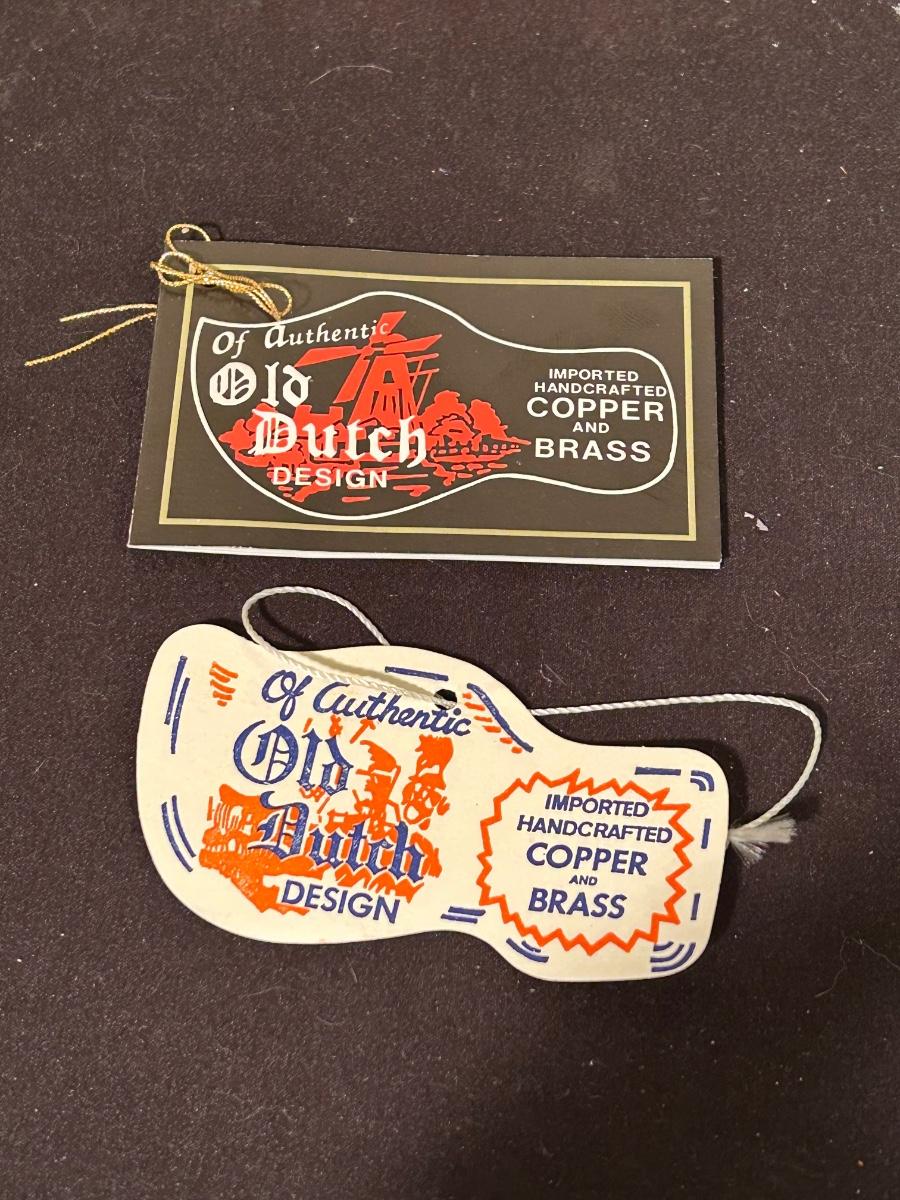 Of Authentic
Old
Dutch
DESIGN
IMPORTED
HANDCRAFTED
COPPER
AND
BRASS
Of Authentic
Old
Dutch
DESIGN
IMPORTED
HANDCRAFTED
COPPER
AND
BRASS